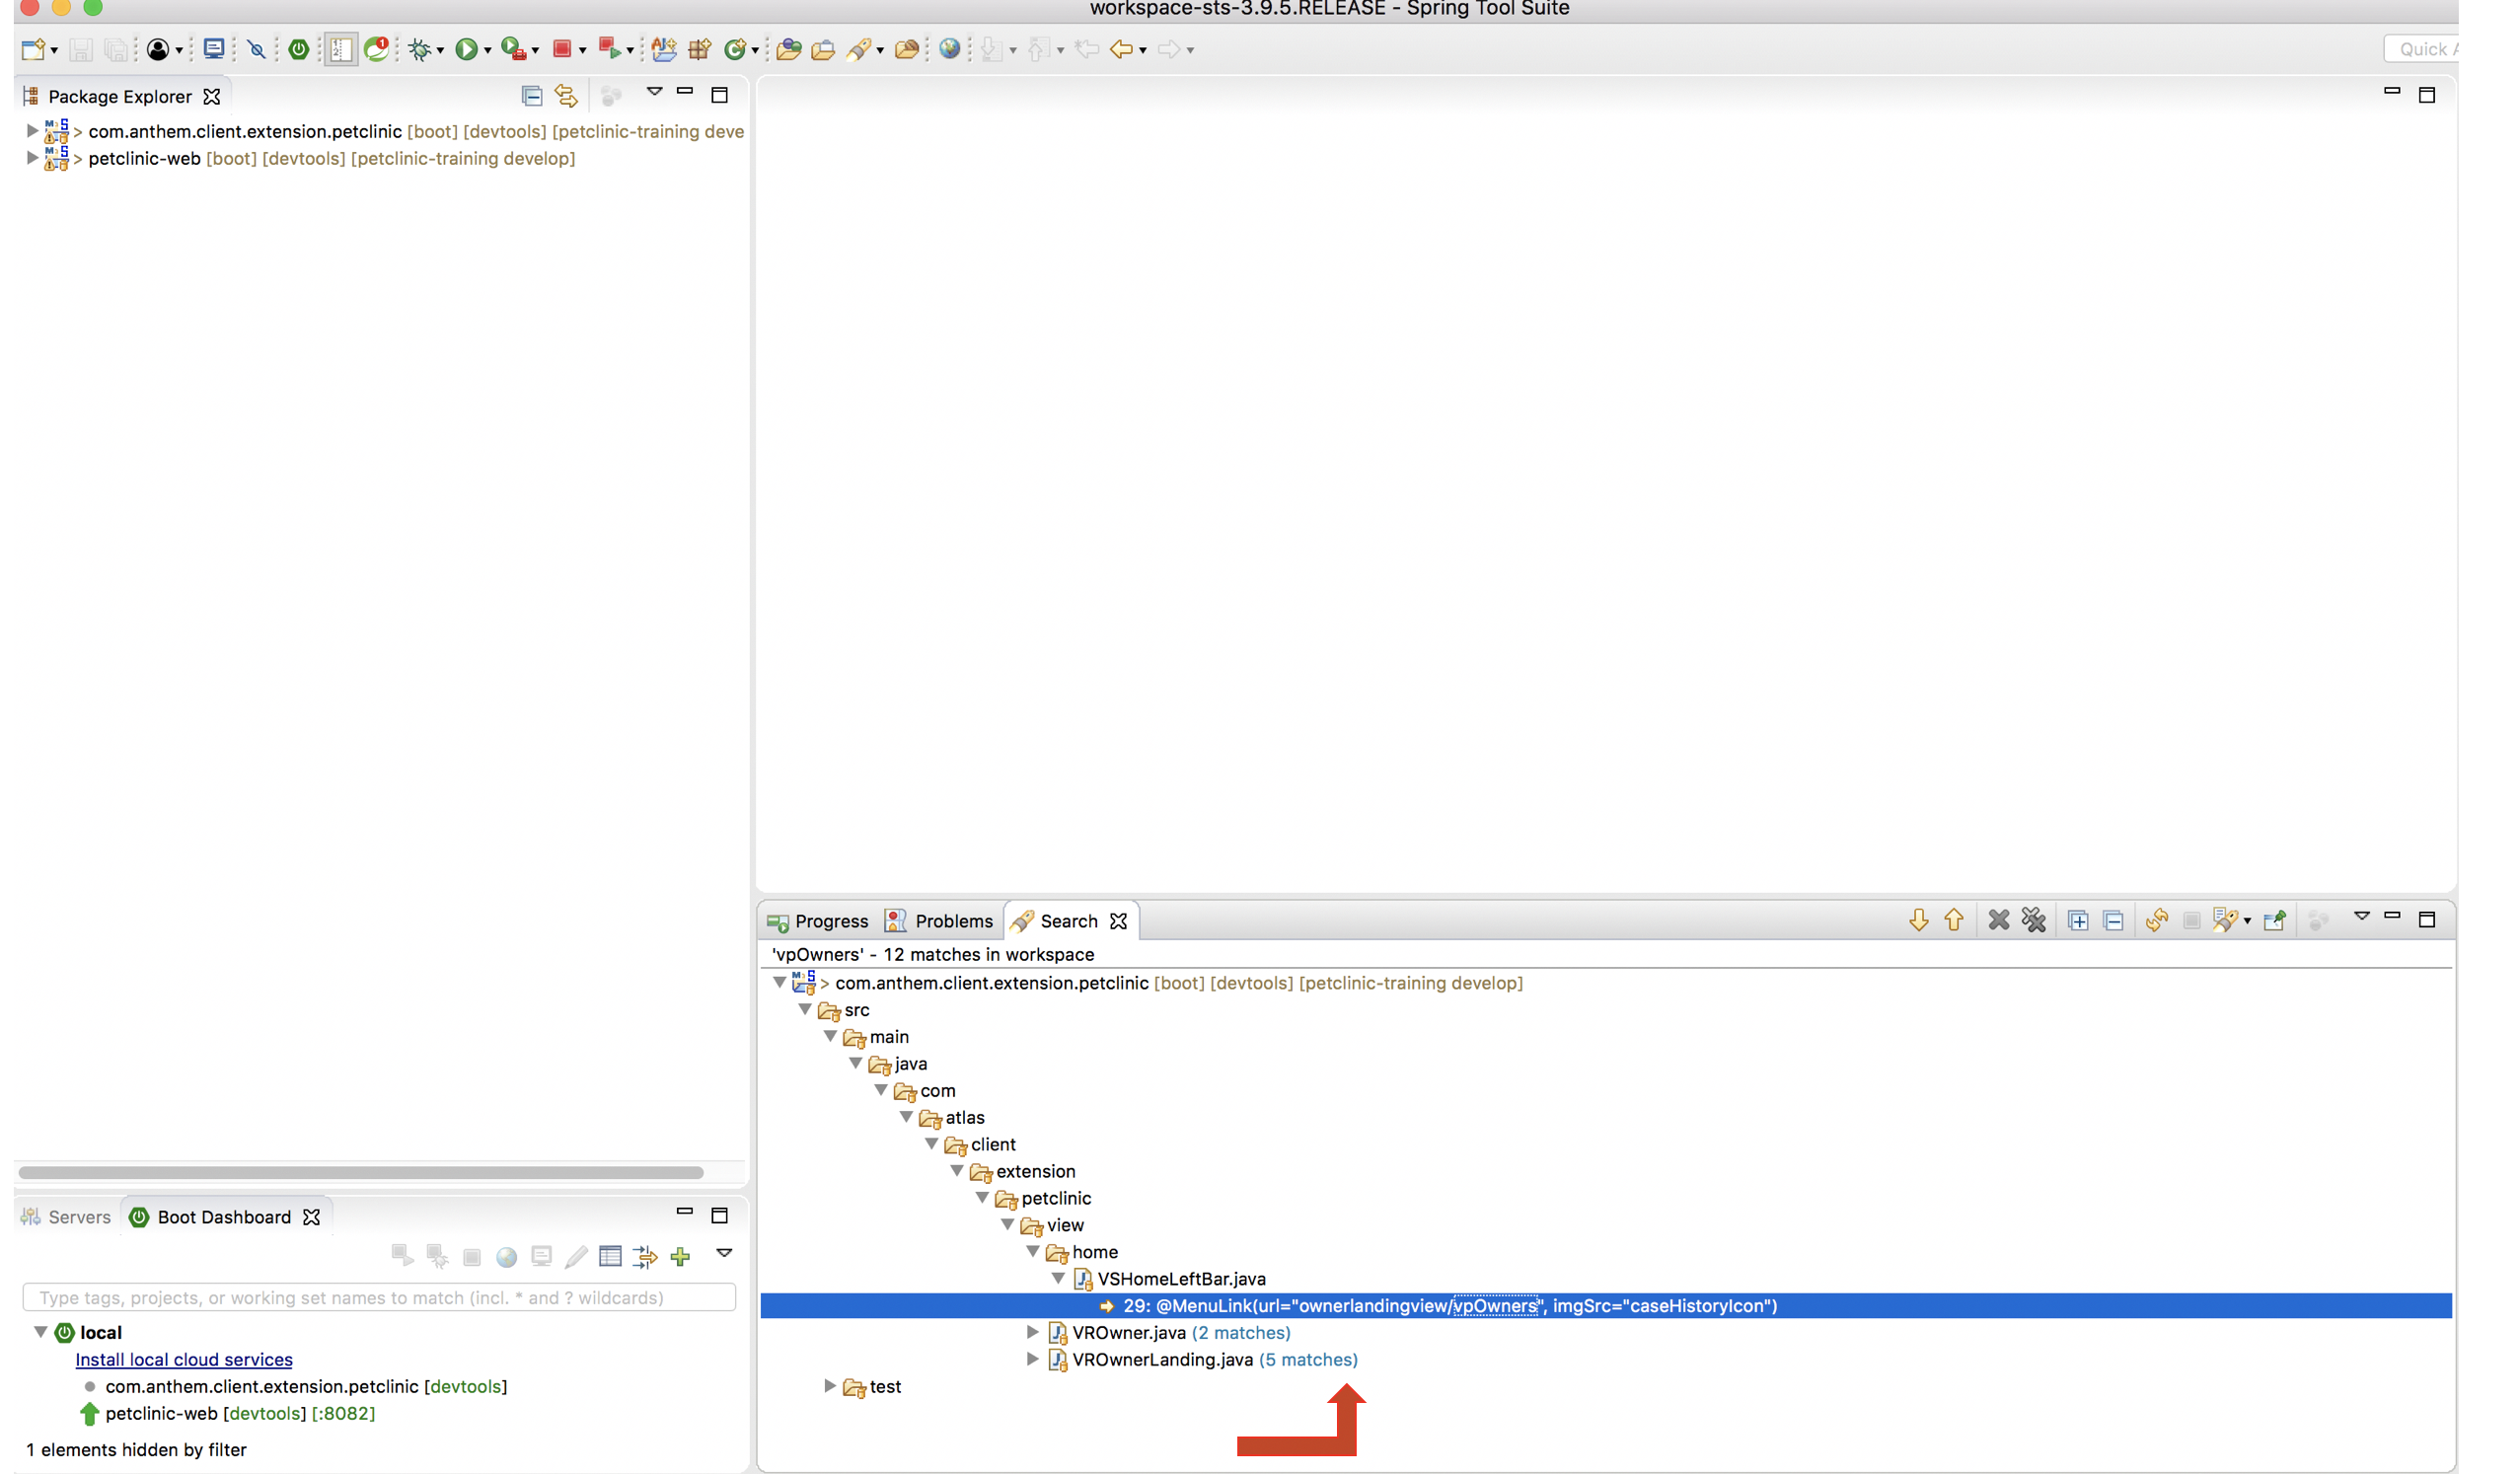 workspace-sts-3.9.5.RELEASE - Spring Tool Suite
Quick A
Package Explorer
> com.anthem.client.extension.petclinic [boot] [devtools] [petclinic-training deve
> petclinic-web [boot] [devtools] [petclinic-training develop]
Progress Problems Search
'vpOwners' - 12 matches in workspace
> com.anthem.client.extension.petclinic [boot] [devtools] [petclinic-training develop]
src
main
java
com
atlas
client
extension
petclinic
view
home
VSHomeLeftBar.java
29: @MenuLink(url="ownerlandingview/vpOwners", imgSrc="caseHistoryIcon")
VROwner.java (2 matches)
VROwnerLanding.java (5 matches)
test
Servers Boot Dashboard
Type tags, projects, or working set names to match (incl. * and ? wildcards)
local
Install local cloud services
com.anthem.client.extension.petclinic [devtools]
petclinic-web [devtools] [:8082]
1 elements hidden by filter